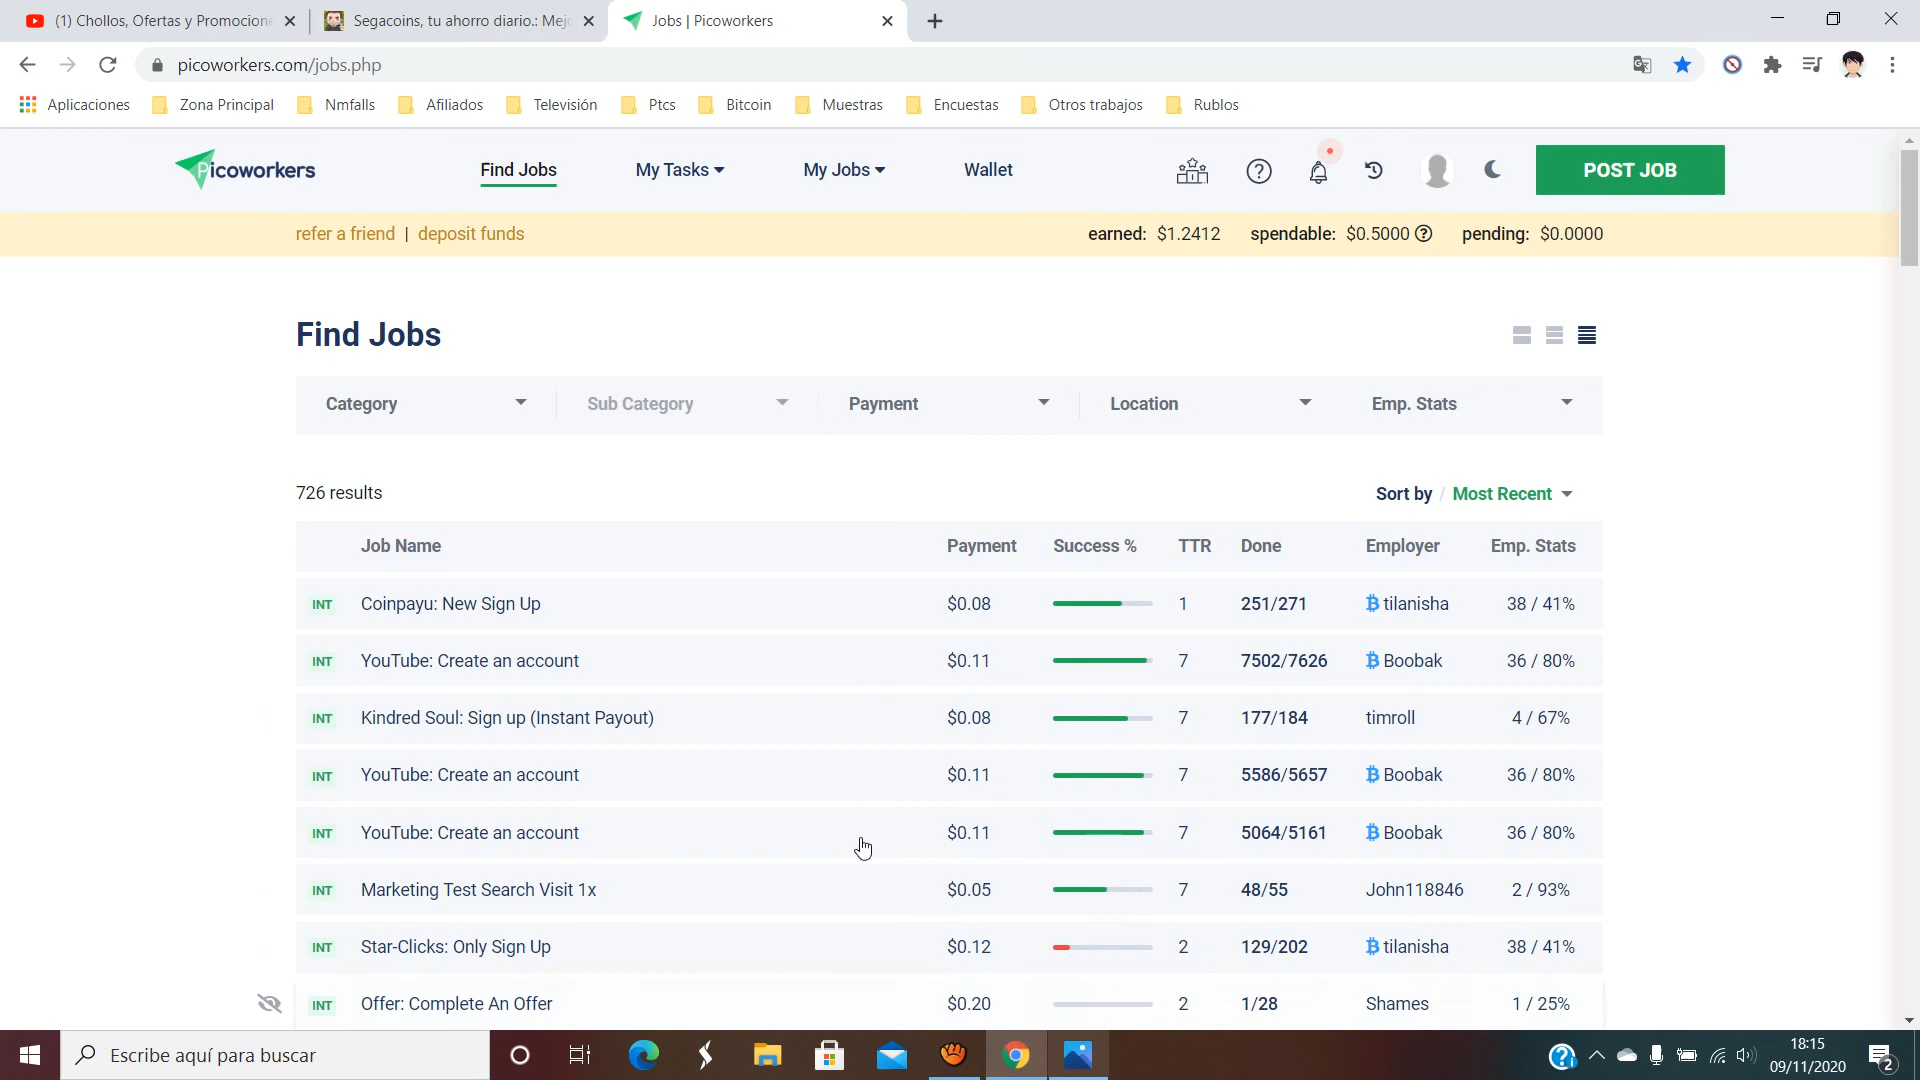 (1) Chollos, Ofertas y Promocione
Segacoins, tu ahorro diario.: Mejo
Jobs | Picoworkers
picoworkers.com/jobs.php
Aplicaciones Zona Principal Nmfalls Afiliados Televisión Ptcs Bitcoin Muestras Encuestas Otros trabajos Rublos
Picoworkers Find Jobs My Tasks My Jobs Wallet POST JOB
refer a friend | deposit funds earned: $1.2412 spendable: $0.5000 pending: $0.0000
Find Jobs
Category Sub Category Payment Location Emp. Stats
726 results Sort by / Most Recent
Job Name Payment Success % TTR Done Employer Emp. Stats
INT Coinpayu: New Sign Up $0.08 1 251/271 tilanisha 38 / 41%
INT YouTube: Create an account $0.11 7 7502/7626 Boobak 36 / 80%
INT Kindred Soul: Sign up (Instant Payout) $0.08 7 177/184 timroll 4 / 67%
INT YouTube: Create an account $0.11 7 5586/5657 Boobak 36 / 80%
INT YouTube: Create an account $0.11 7 5064/5161 Boobak 36 / 80%
INT Marketing Test Search Visit 1x $0.05 7 48/55 John118846 2 / 93%
INT Star-Clicks: Only Sign Up $0.12 2 129/202 tilanisha 38 / 41%
INT Offer: Complete An Offer $0.20 2 1/28 Shames 1 / 25%
Escribe aquí para buscar
18:15
09/11/2020
2